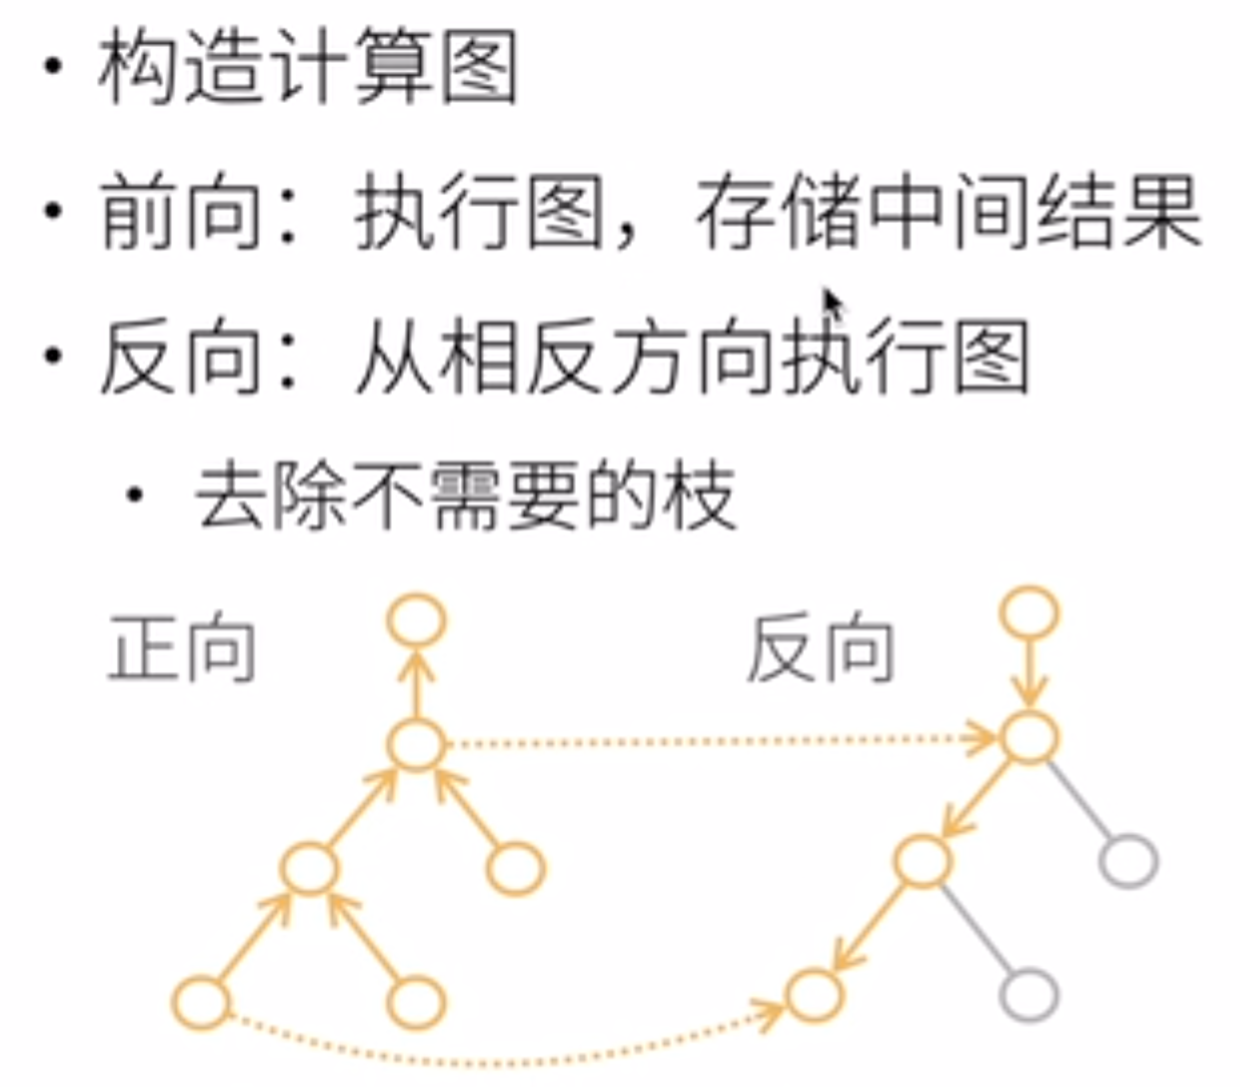 • 构造计算图
• 前向：执行图，存储中间结果
• 反向：从相反方向执行图
• 去除不需要的枝
正向
反向